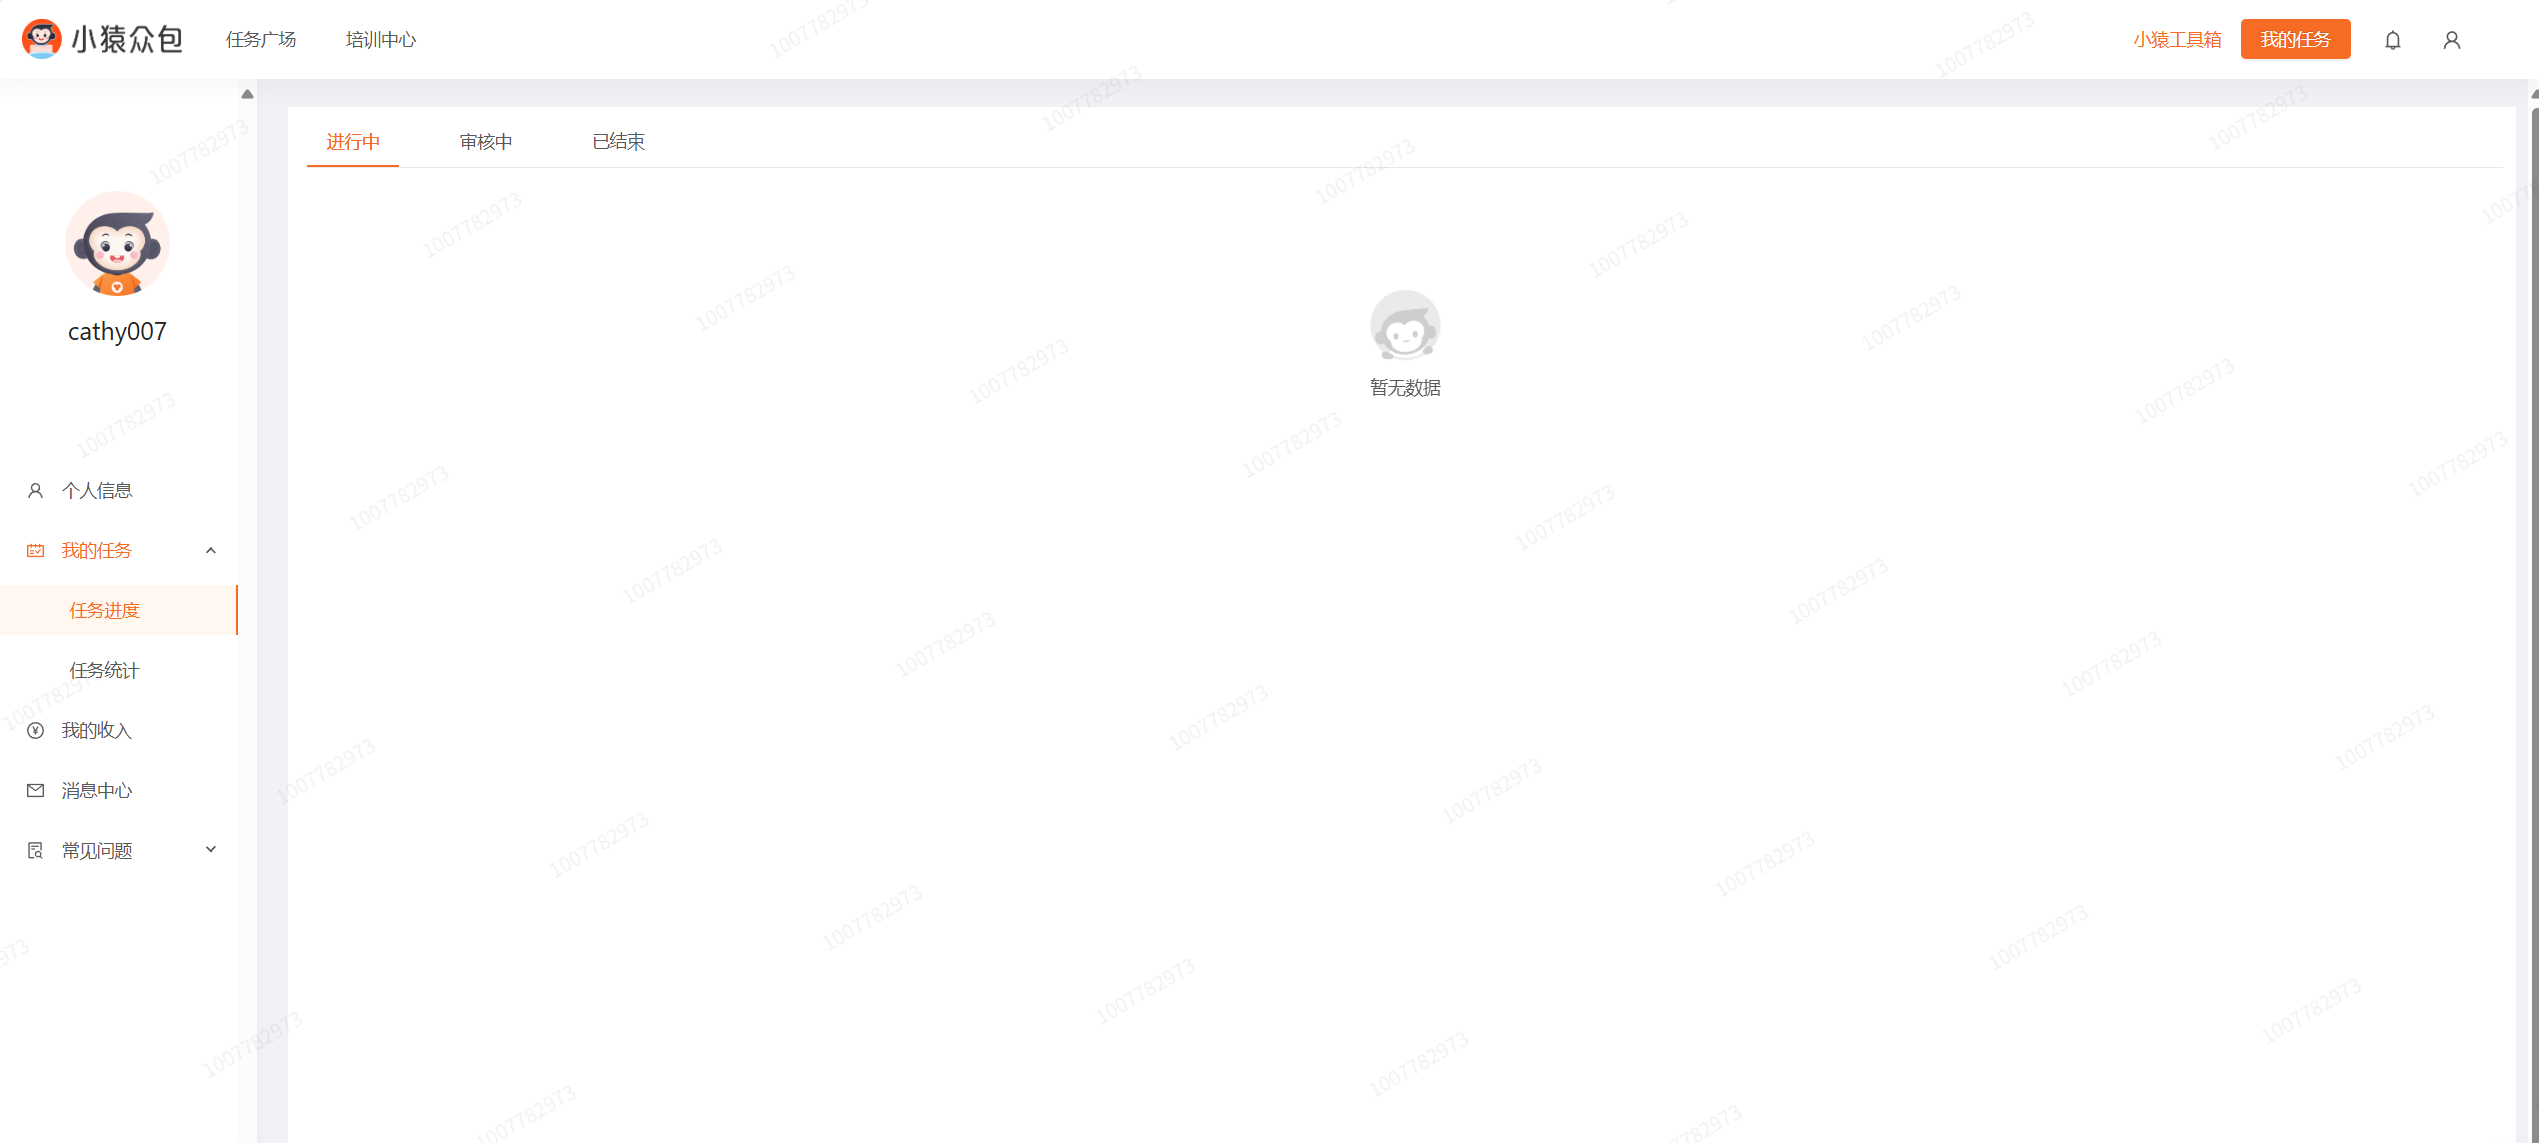 小猿众包
任务广场
培训中心
小猿工具箱
我的任务
进行中
审核中
已结束
cathy007
暂无数据
个人信息
我的任务
任务进度
任务统计
我的收入
消息中心
常见问题
1007782973